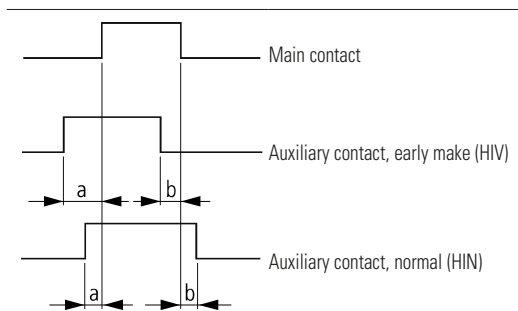 Main contact
Auxiliary contact, early make (HIV)
a b
Auxiliary contact, normal (HIN)
a b